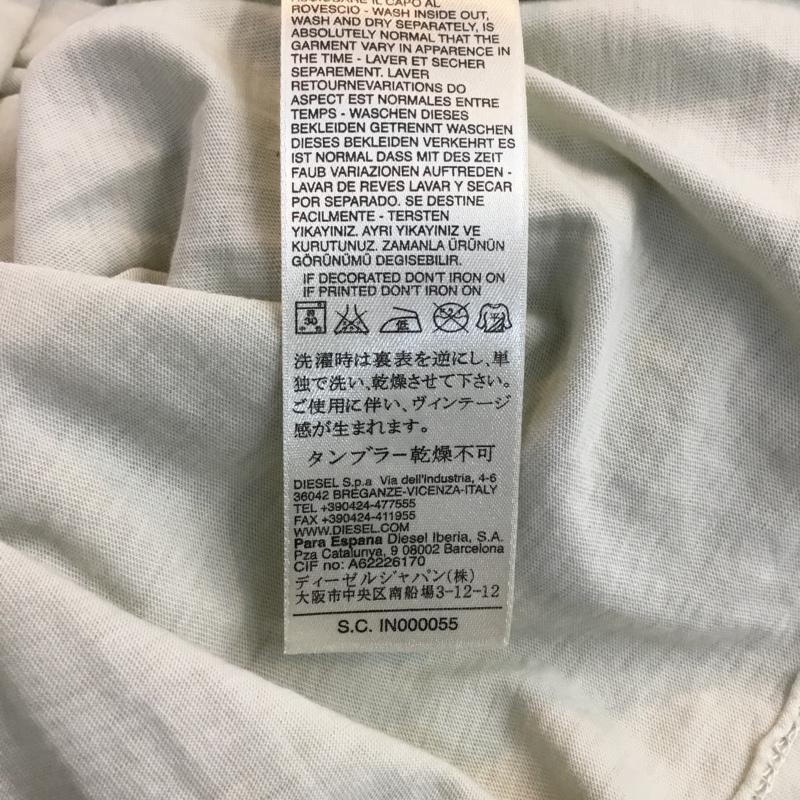 ROVESCIO - WASH INSIDE OUT,
WASH AND DRY SEPARATELY, IS
ABSOLUTELY NORMAL THAT THE
GARMENT VARY IN APPARENCE IN
THE TIME - LAVER ET SECHER
SEPAREMENT. LAVER
RETOURNEVARIATIONS DO
ASPECT EST NORMALES ENTRE
TEMPS - WASCHEN DIESES
BEKLEIDEN GETRENNT WASCHEN
DIESES BEKLEIDEN VERKEHRT ES
IST NORMAL DASS MIT DES ZEIT
FAUB VARIAZIONEN AUFTREDEN -
LAVAR DE REVES LAVAR Y SECAR
POR SEPARADO. SE DESTINE
FACILMENTE - TERSTEN
YIKAYINIZ. AYRI YIKAYINIZ VE
KURUTUNUZ. ZAMANLA ÜRÜNÜN
GÖRÜNÜMÜ DEGISEBILIR.
IF DECORATED DON'T IRON ON
IF PRINTED DON'T IRON ON
30 低
洗濯時は裏表を逆にし、単
独で洗い、乾燥させて下さい。
ご使用に伴い、ヴィンテージ
感が生まれます。
タンブラー乾燥不可
DIESEL S.p.a Via dell'Industria, 4-6
36042 BREGANZE-VICENZA-ITALY
TEL +390424-477555
FAX +390424-411955
WWW.DIESEL.COM
Para Espana Diesel Iberia, S.A.
Pza Catalunya, 9 08002 Barcelona
CIF no: A62226170
ディーゼルジャパン(株)
大阪市中央区南船場3-12-12
S.C. IN000055